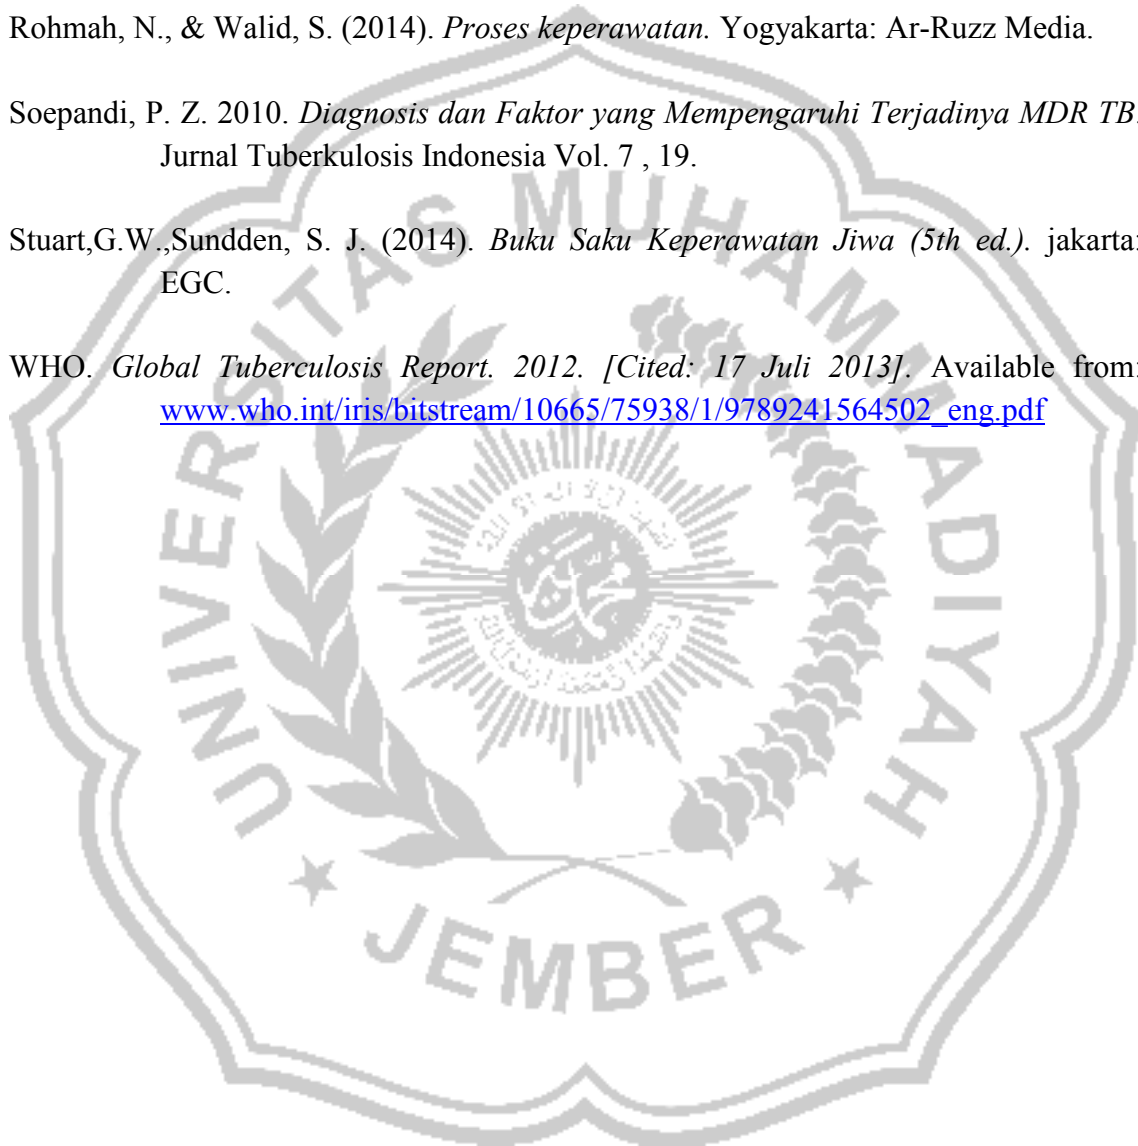 Rohmah, N., & Walid, S. (2014). Proses keperawatan. Yogyakarta: Ar-Ruzz Media.
Soepandi, P. Z. 2010. Diagnosis dan Faktor yang Mempengaruhi Terjadinya MDR TB.
Jurnal Tuberkulosis Indonesia Vol. 7 , 19.
Stuart,G.W.,Sundden, S. J. (2014). Buku Saku Keperawatan Jiwa (5th ed.). jakarta:
EGC.
WHO. Global Tuberculosis Report. 2012. [Cited: 17 Juli 2013]. Available from:
www.who.int/iris/bitstream/10665/75938/1/9789241564502_eng.pdf
UNIVERSITAS MUHAMMADIYAH
JEMBER